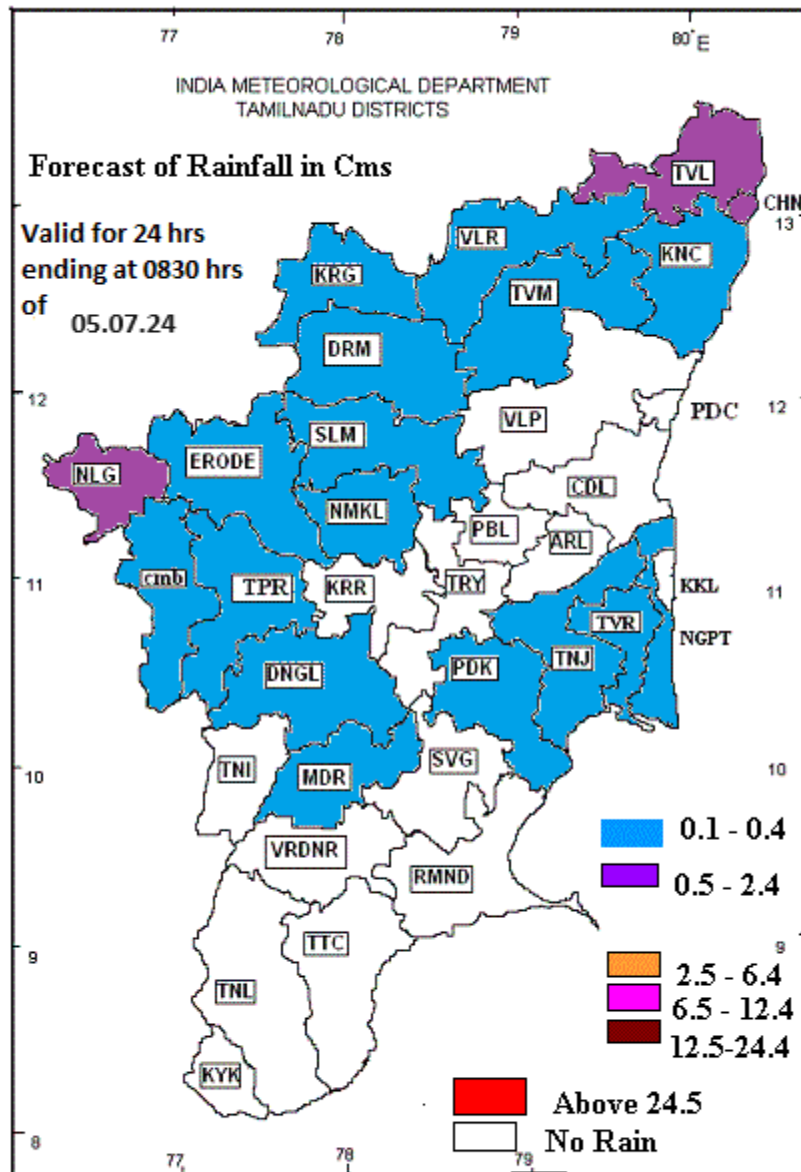 77 78 79 80° E
INDIA METEOROLOGICAL DEPARTMENT
TAMILNADU DISTRICTS
Forecast of Rainfall in Cms
TVL
CHN
13
Valid for 24 hrs
ending at 0830 hrs
of
05.07.24
VLR
KNC
KRG
TVM
DRM
12
12
PDC
VLP
SLM
ERODE
NLG
CDL
NMKL
PBL
ARL
11
cmb
TPR
KRR
TRY
KKL
11
TVR
NGPT
DNGL
PDK
TNJ
10
TNI
MDR
SVG
10
0.1 - 0.4
VRDNR
RMND
0.5 - 2.4
9
TTC
9
2.5 - 6.4
TNL
6.5 - 12.4
12.5-24.4
KYK
Above 24.5
8
No Rain
77 78 79